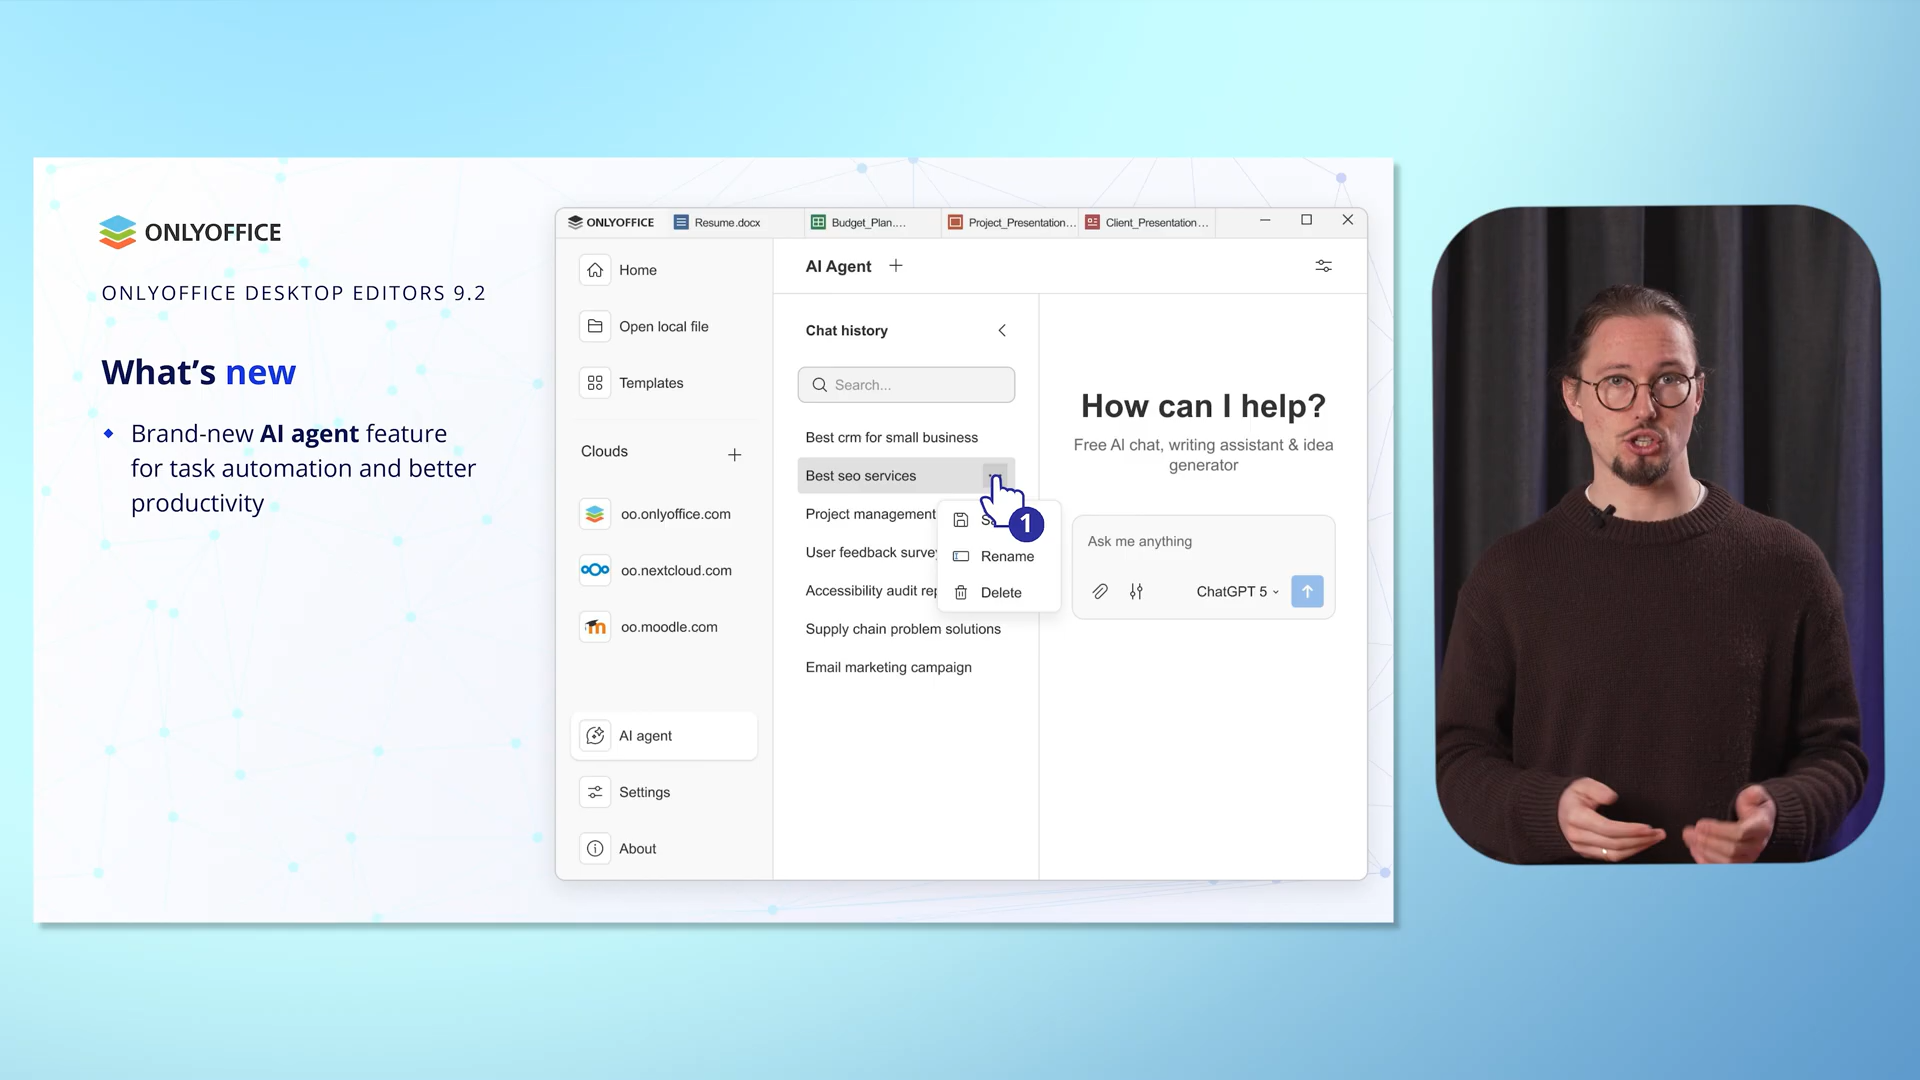 ONLYOFFICE
ONLYOFFICE DESKTOP EDITORS 9.2
What's new
Brand-new AI agent feature
for task automation and better
productivity
ONLYOFFICE
Resume.docx
Budget_Plan....
Project_Presentation...
Client_Presentation...
Home
Open local file
Templates
Clouds
oo.onlyoffice.com
oo.nextcloud.com
oo.moodle.com
AI agent
Settings
About
AI Agent
Chat history
Search...
Best crm for small business
Best seo services
Project management
User feedback surve
Accessibility audit
Supply chain problem solutions
Email marketing campaign
1
Rename
Delete
How can I help?
Free AI chat, writing assistant & idea
generator
Ask me anything
ChatGPT 5